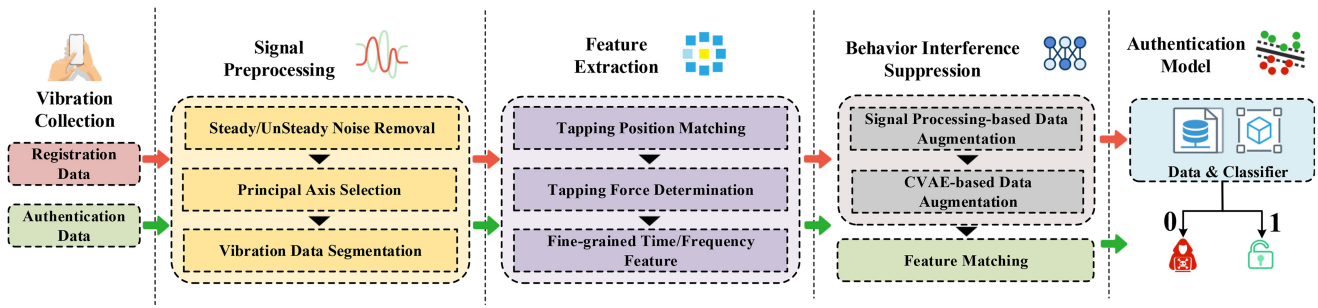 Vibration
Collection
Registration
Data
Authentication
Data
Signal
Preprocessing
Steady/UnSteady Noise Removal
Principal Axis Selection
Vibration Data Segmentation
Feature
Extraction
Tapping Position Matching
Tapping Force Determination
Fine-grained Time/Frequency
Feature
Behavior Interference
Suppression
Signal Processing-based Data
Augmentation
CVAE-based Data
Augmentation
Feature Matching
Authentication
Model
Data & Classifier
0
1